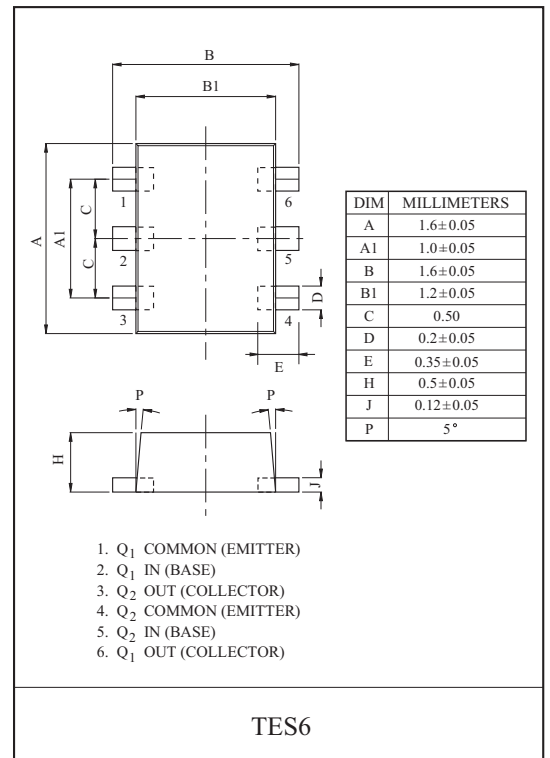 B
B1
A
A1
C
C
1
2
3
6
5
4
D
E
DIM MILLIMETERS
A 1.6±0.05
A1 1.0±0.05
B 1.6±0.05
B1 1.2±0.05
C 0.50
D 0.2±0.05
E 0.35±0.05
H 0.5±0.05
J 0.12±0.05
P 5°
P
P
H
J
1. Q1 COMMON (EMITTER)
2. Q1 IN (BASE)
3. Q2 OUT (COLLECTOR)
4. Q2 COMMON (EMITTER)
5. Q2 IN (BASE)
6. Q1 OUT (COLLECTOR)
TES6